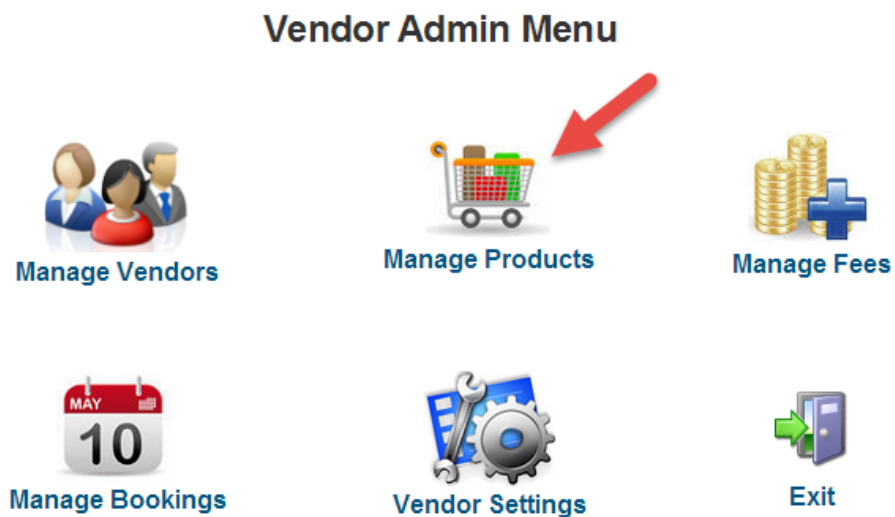 Vendor Admin Menu
Manage Vendors
Manage Products
Manage Fees
MAY
10
Manage Bookings
Vendor Settings
Exit